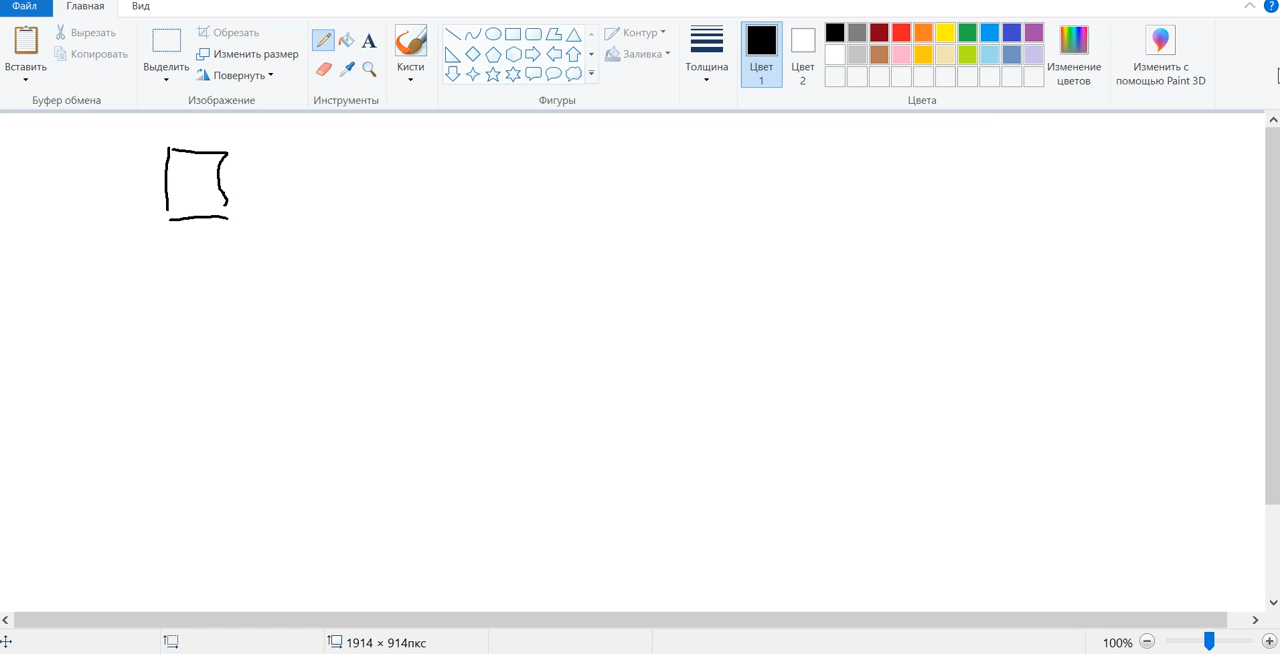 Файл Главная Вид
Вставить
Вырезать
Копировать
Буфер обмена
Выделить
Обрезать
Изменить размер
Повернуть
Изображение
A
Инструменты
Кисти
Контур
Заливка
Фигуры
Толщина
Цвет
1
Цвет
2
Цвета
Изменение
цветов
Изменить с
помощью Paint 3D
?
1914 × 914пкс
100%